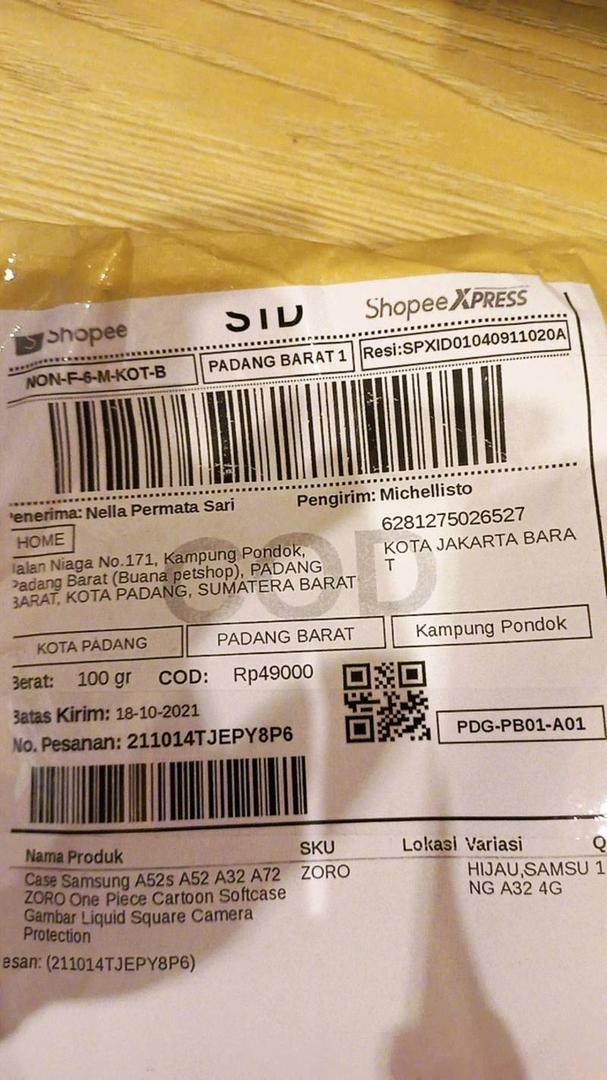 Shopee STD ShopeeXPRESS
NON-F-6-M-KOT-B PADANG BARAT 1 Resi:SPXID01040911020A
enerima: Nella Permata Sari Pengirim: Michellisto
HOME 6281275026527
Jalan Niaga No.171, Kampung Pondok, KOTA JAKARTA BARA
Padang Barat (Buana petshop), PADANG T
BARAT, KOTA PADANG, SUMATERA BARAT
COD
KOTA PADANG PADANG BARAT Kampung Pondok
Berat: 100 gr COD: Rp49000
Batas Kirim: 18-10-2021
No. Pesanan: 211014TJEPY8P6 PDG-PB01-A01
Nama Produk SKU Lokasi Variasi Q
Case Samsung A52s A52 A32 A72 ZORO HIJAU,SAMSU 1
ZORO One Piece Cartoon Softcase NG A32 4G
Gambar Liquid Square Camera
Protection
esan: (211014TJEPY8P6)